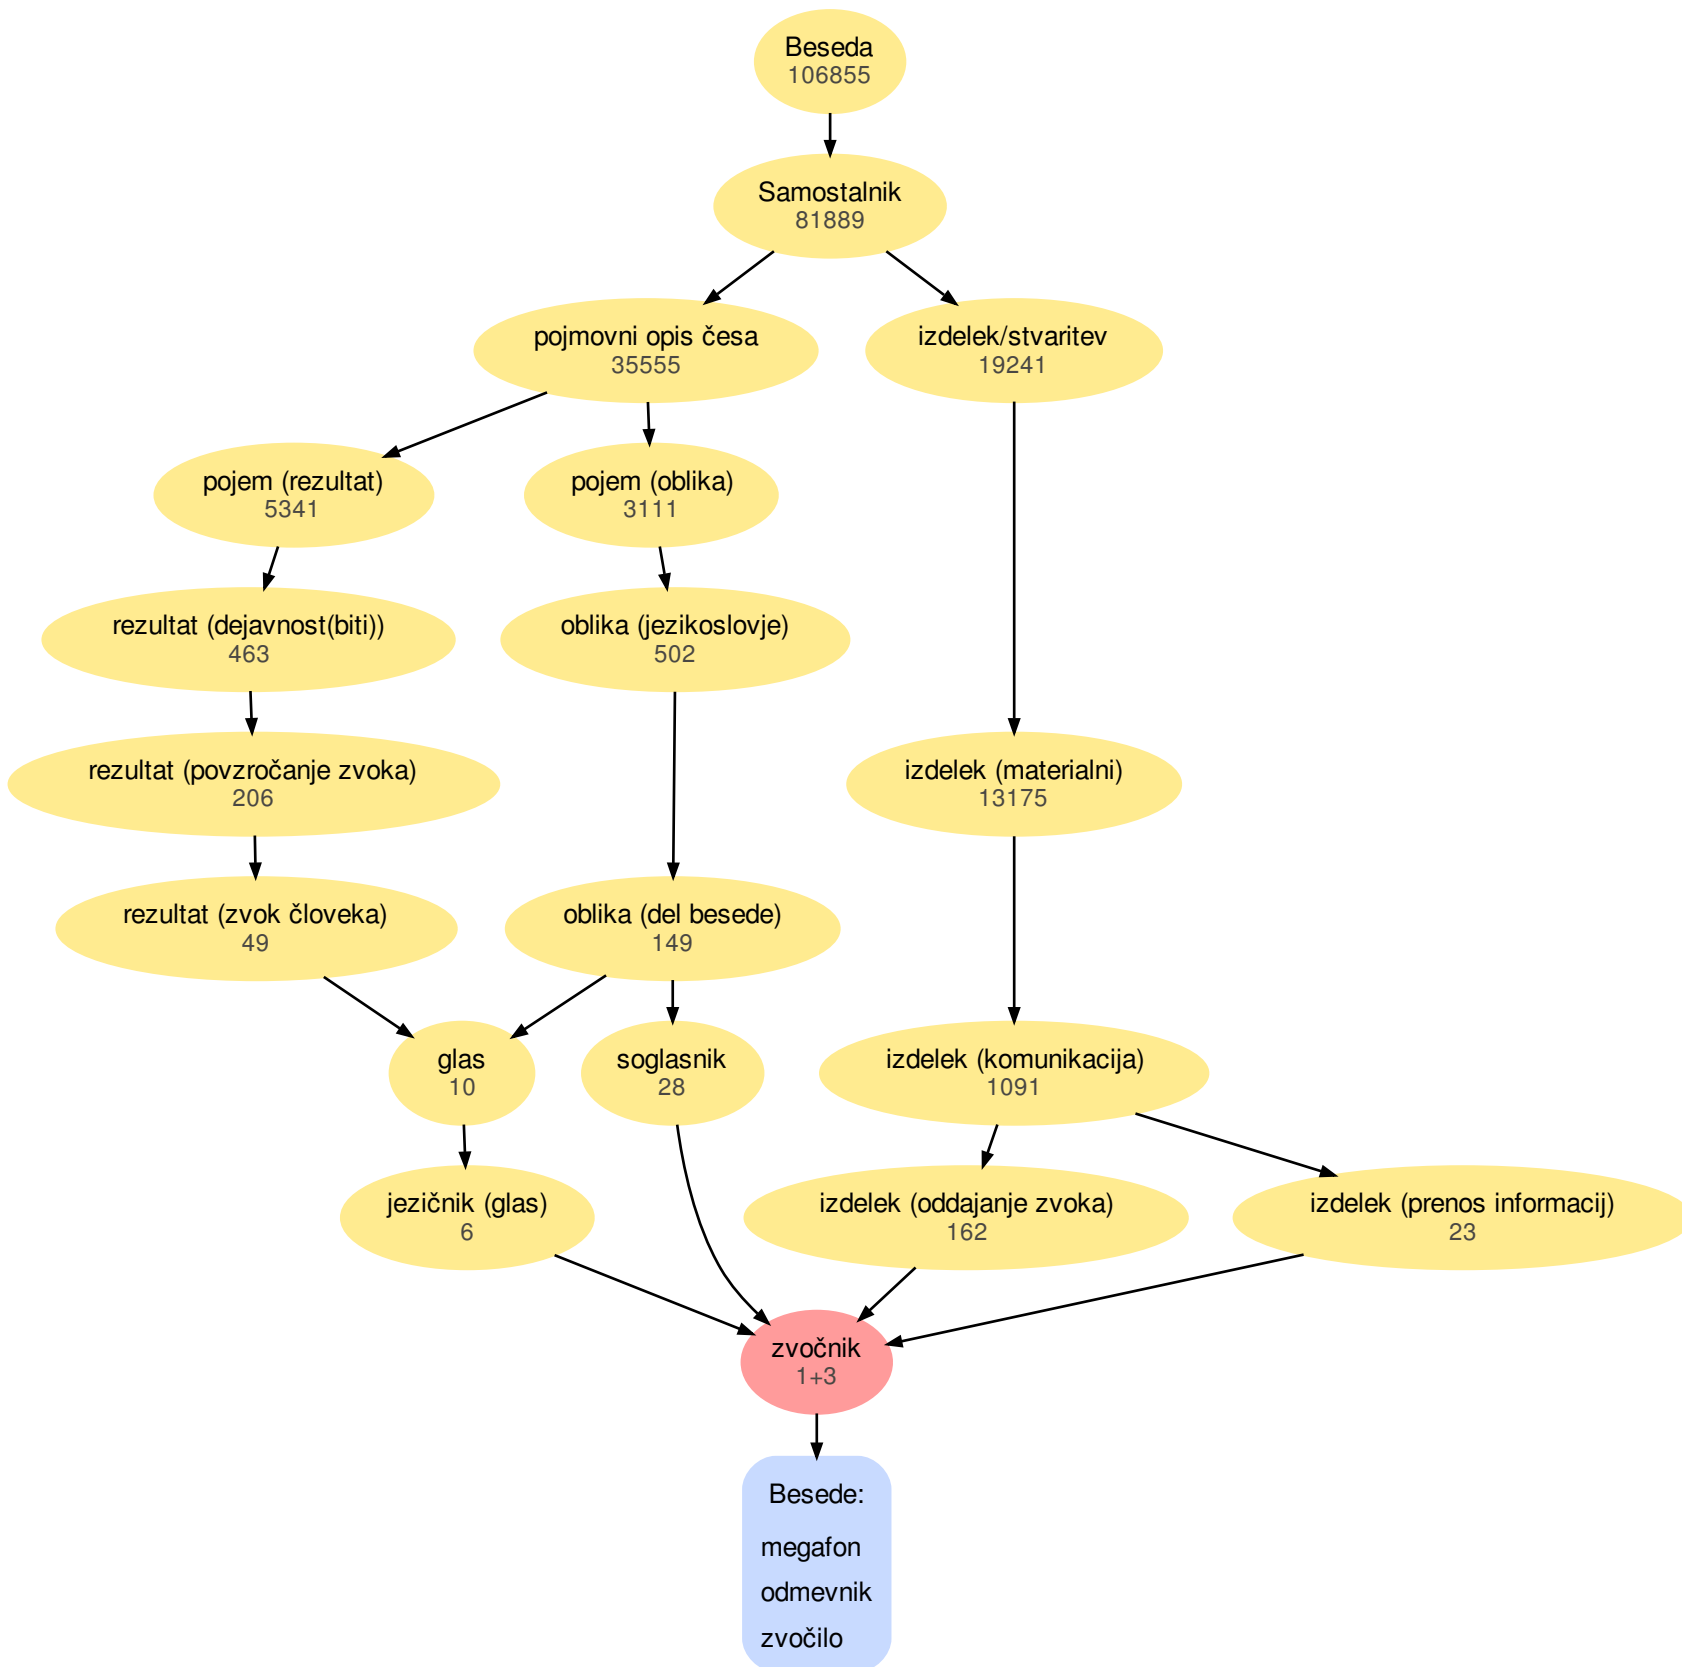 Beseda
106855
Samostalnik
81889
pojmovni opis česa
35555
izdelek/stvaritev
19241
pojem (rezultat)
5341
pojem (oblika)
3111
rezultat (dejavnost(biti))
463
oblika (jezikoslovje)
502
rezultat (povzročanje zvoka)
206
izdelek (materialni)
13175
rezultat (zvok človeka)
49
oblika (del besede)
149
glas
10
soglasnik
28
izdelek (komunikacija)
1091
jezičnik (glas)
6
izdelek (oddajanje zvoka)
162
izdelek (prenos informacij)
23
zvočnik
1+3
Besede:
megafon
odmevnik
zvočilo